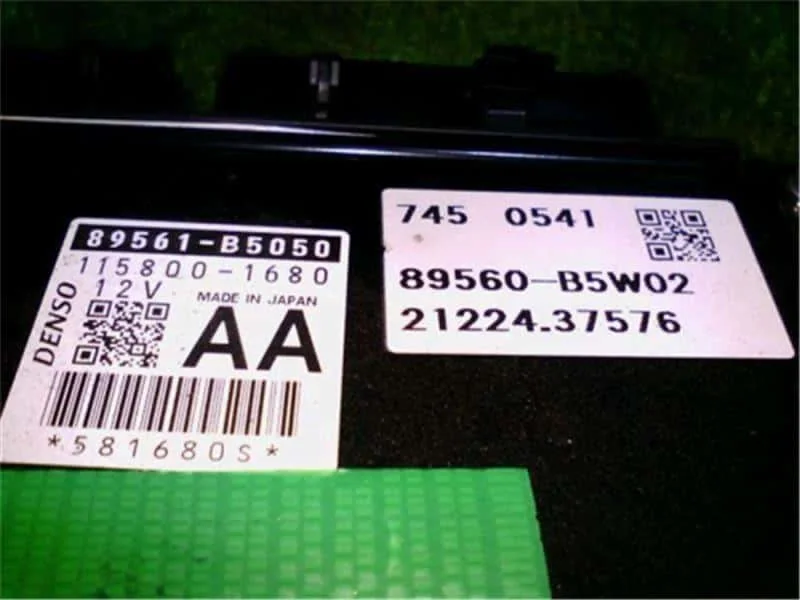 89561-B5050
115800-1680
12V
MADE IN JAPAN
DENSO
AA
*581680S*
745 0541
89560-B5W02
21224.37576